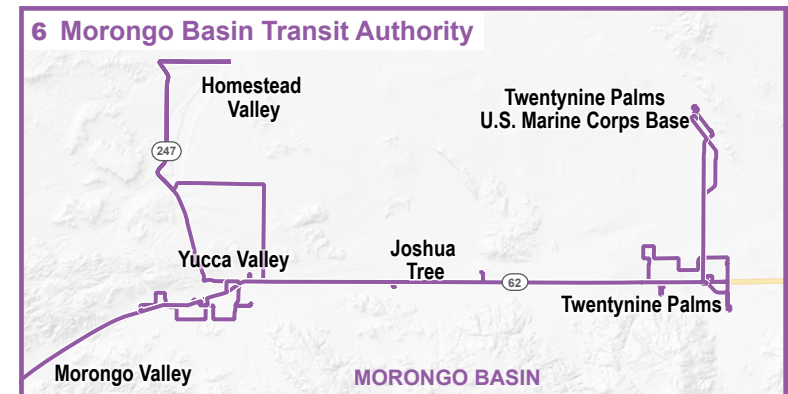 6 Morongo Basin Transit Authority
Homestead
Valley
Twentynine Palms
U.S. Marine Corps Base
247
Yucca Valley
Joshua
Tree
62
Twentynine Palms
Morongo Valley
MORONGO BASIN